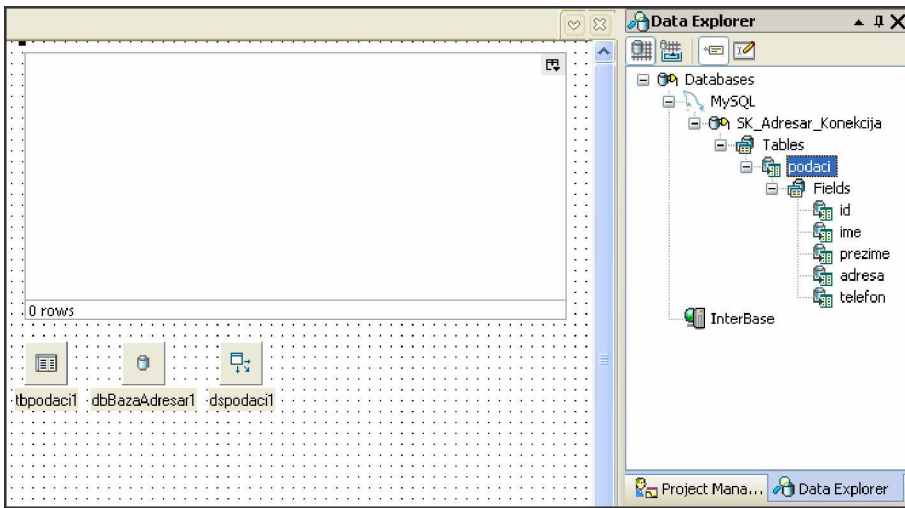 Data Explorer
Databases
MySQL
SK_Adresar_Konekcija
Tables
podaci
Fields
id
ime
prezime
adresa
telefon
InterBase
0 rows
tbpodaci1
dbBazaAdresar1
dspodaci1
Project Mana...
Data Explorer